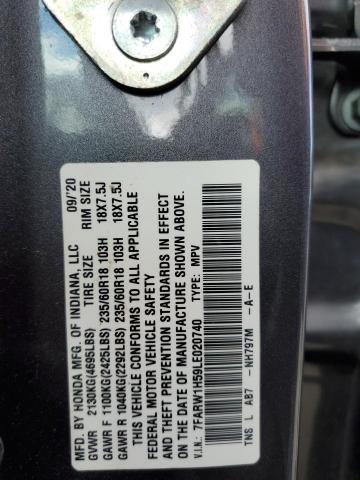 MFD. BY HONDA MFG. OF INDIANA, LLC 09/'20
GVWR 2130KG(4695LBS) TIRE SIZE RIM SIZE
GAWR F 1100KG(2425LBS) 235/60R18 103H 18X7.5J
GAWR R 1040KG(2292LBS) 235/60R18 103H 18X7.5J
THIS VEHICLE CONFORMS TO ALL APPLICABLE
FEDERAL MOTOR VEHICLE SAFETY
AND THEFT PREVENTION STANDARDS IN EFFECT
ON THE DATE OF MANUFACTURE SHOWN ABOVE.
V.I.N.: 7FARW1H59LE020740 TYPE: MPV
TNS L AB7 -NH797M -A-E